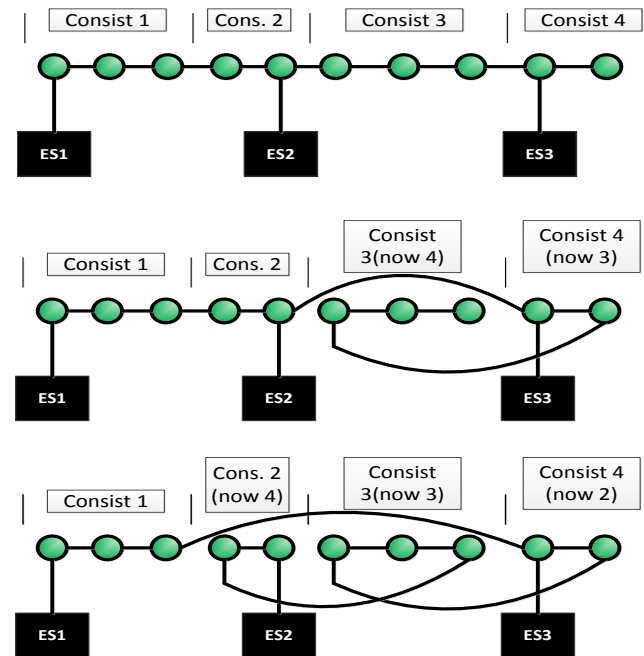 Consist 1
Cons. 2
Consist 3
Consist 4
ES1
ES2
ES3
Consist 1
Cons. 2
Consist
3(now 4)
Consist 4
(now 3)
ES1
ES2
ES3
Consist 1
Cons. 2
(now 4)
Consist
3(now 3)
Consist 4
(now 2)
ES1
ES2
ES3